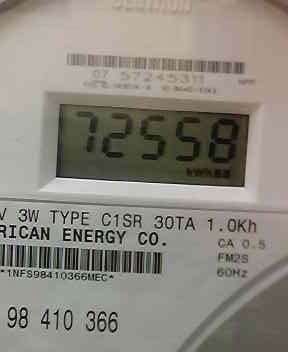 07 57245311
72558
kWh
V 3W TYPE C1SR 30TA 1.0Kh
RICAN ENERGY CO.
CA 0.5
FM2S
60Hz
*1NFS98410366MEC*
98 410 366